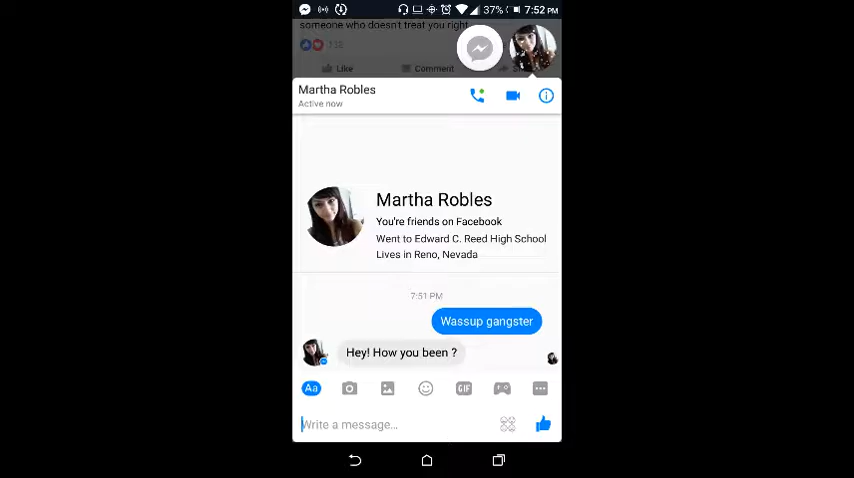 37% 7:52 PM
someone who doesn't treat you right.
Like Comment
Martha Robles
Active now
Martha Robles
You're friends on Facebook
Went to Edward C. Reed High School
Lives in Reno, Nevada
7:51 PM
Wassup gangster
Hey! How you been ?
Aa GIF
Write a message...